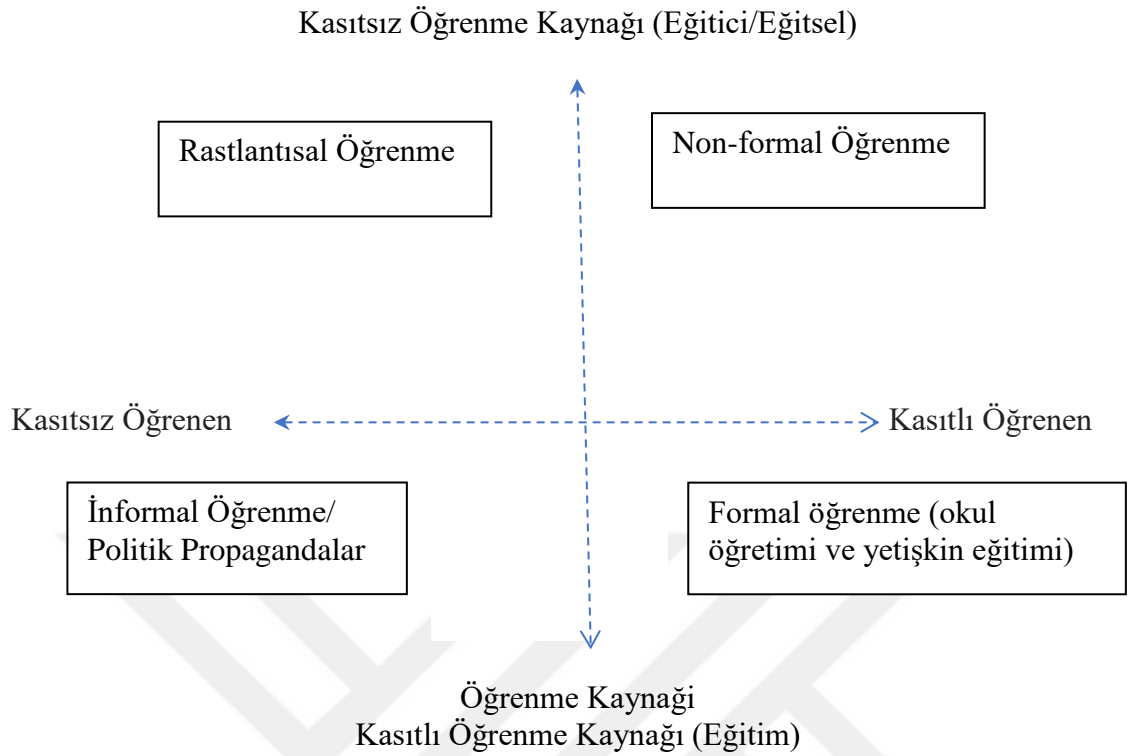 Kasıtsız Öğrenme Kaynağı (Eğitici/Eğitsel)
Rastlantısal Öğrenme
Non-formal Öğrenme
Kasıtsız Öğrenen
Kasıtlı Öğrenen
İnformal Öğrenme/
Politik Propagandalar
Formal öğrenme (okul
öğretimi ve yetişkin eğitimi)
Öğrenme Kaynaği
Kasıtlı Öğrenme Kaynağı (Eğitim)